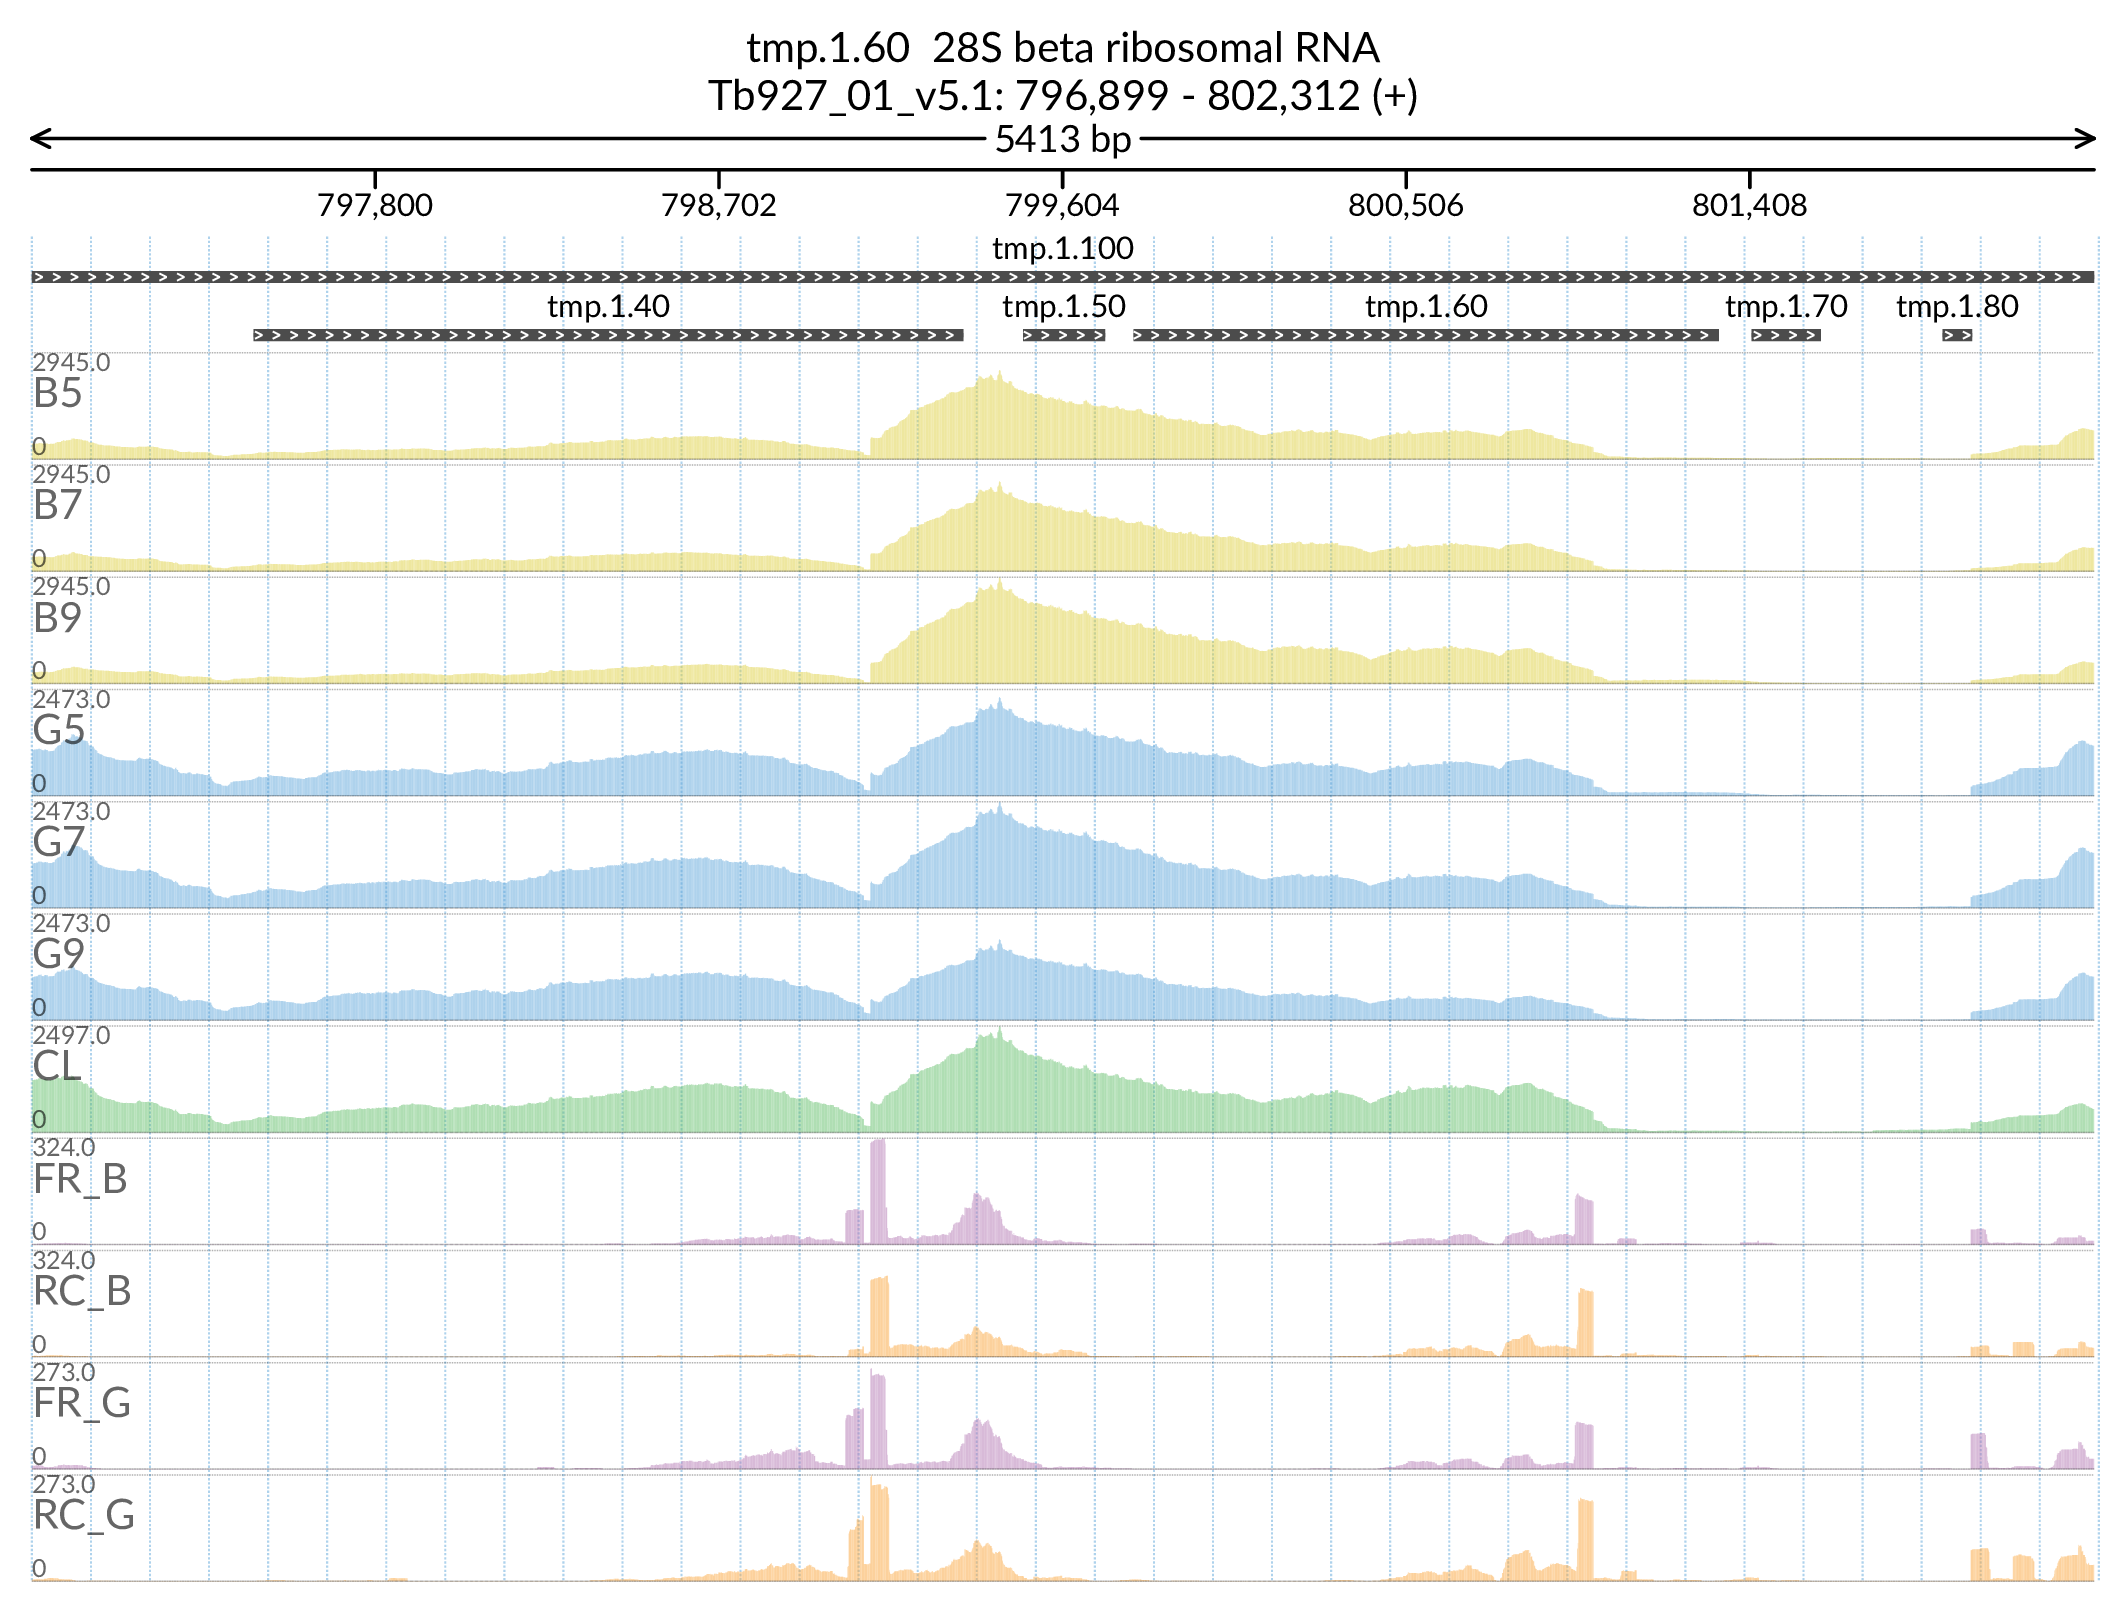 tmp.1.60 28S beta ribosomal RNA
Tb927_01_v5.1: 796,899 - 802,312 (+)
5413 bp
797,800 798,702 799,604 800,506 801,408
tmp.1.100
tmp.1.40 tmp.1.50 tmp.1.60 tmp.1.70 tmp.1.80
2945.0
B5
0
2945.0
B7
0
2945.0
B9
0
2473.0
G5
0
2473.0
G7
0
2473.0
G9
0
2497.0
CL
0
324.0
FR_B
0
324.0
RC_B
0
273.0
FR_G
0
273.0
RC_G
0